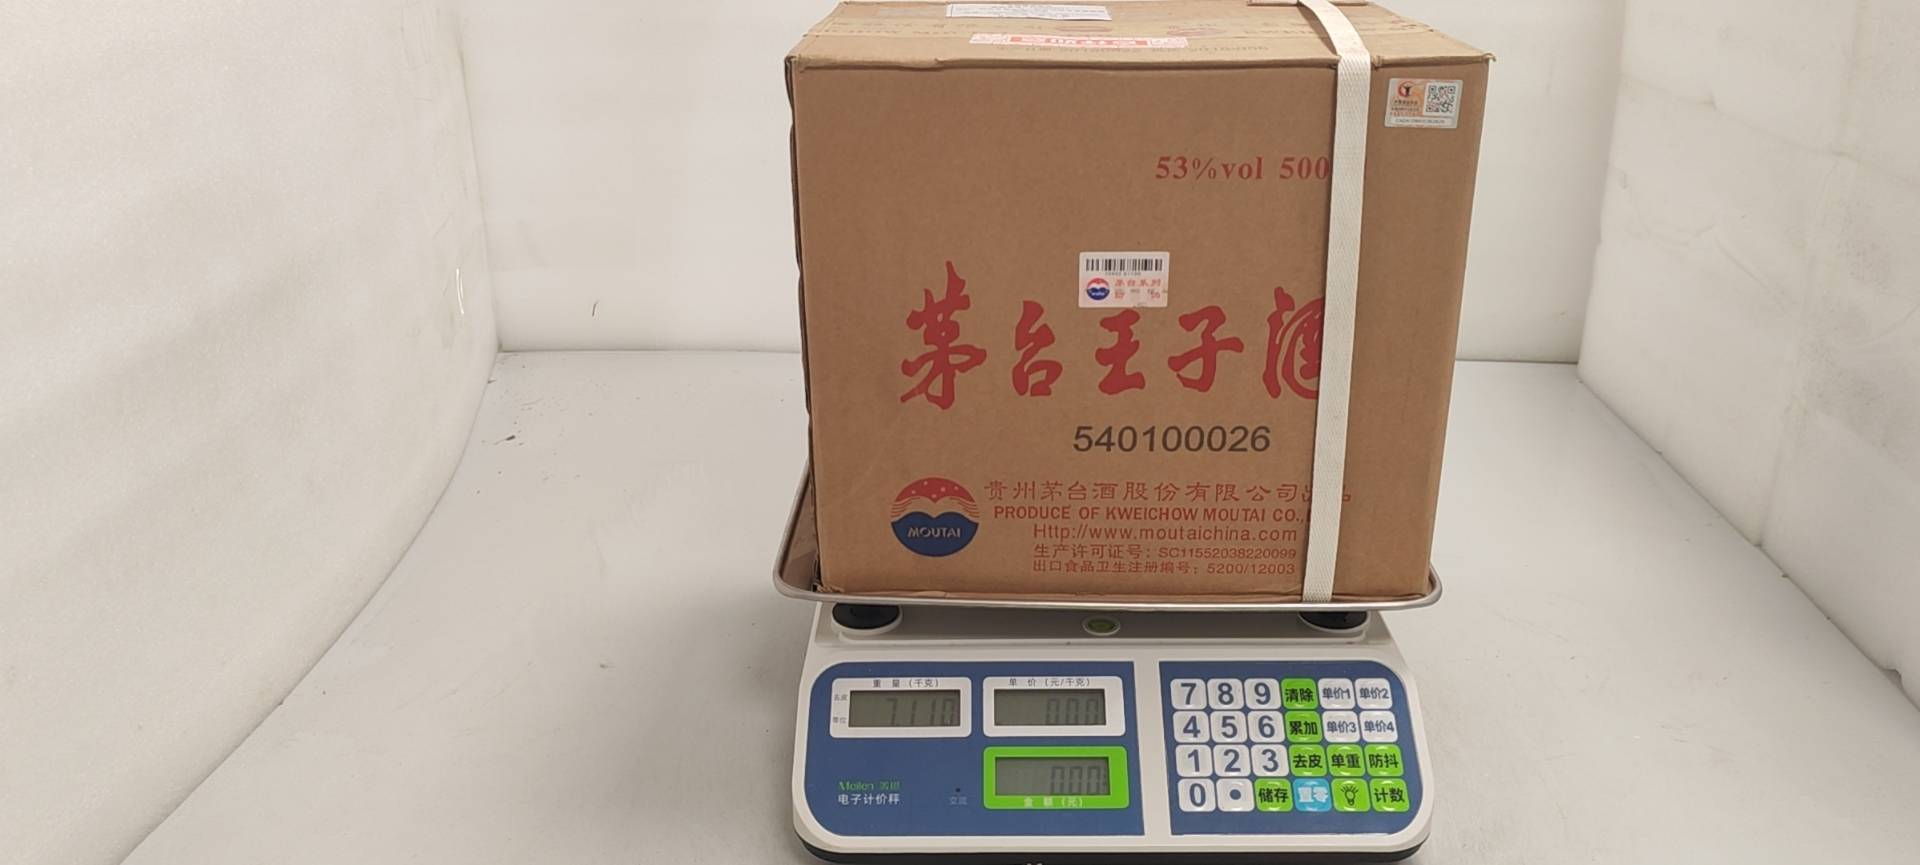 53%vol 500
茅台系列
茅台王子酒
540100026
MOUTAI
贵州茅台酒股份有限公司出品
PRODUCE OF KWEICHOW MOUTAI CO.,
Http://www.moutaichina.com
生产许可证号：SC11552038220099
出口食品卫生注册编号：5200/12003
重 量（千克）
单 价（元/千克）
去皮
零位
7.110
0.00
0.00
金 额（元）
Meilen
电子计价秤
交流
7 8 9 清除 单价1 单价2
4 5 6 累加 单价3 单价4
1 2 3 去皮 单重 防抖
0 • 储存 置零 计数